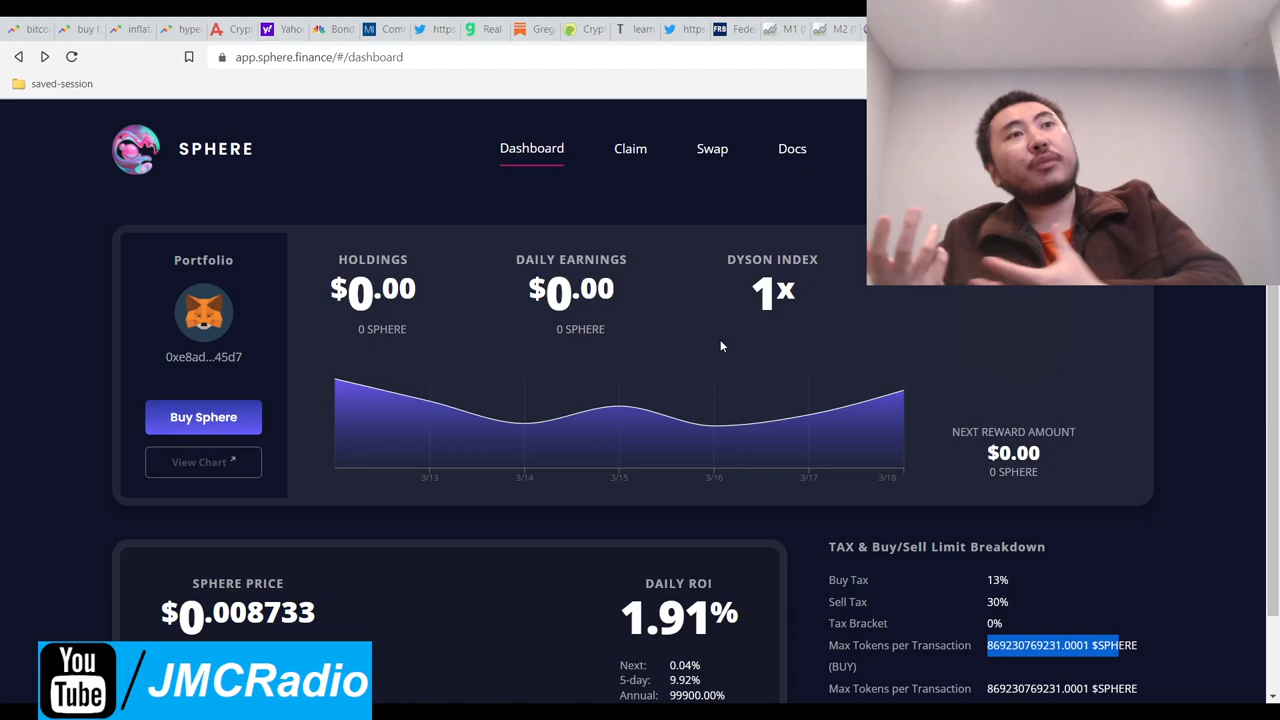 bitco
buy b
inflat
hype
Crypt
Yaho
Bond
MI
Com
https
Real
Greg
Crypt
T
learn
https
FRB
Fede
M1 (
M2 (
app.sphere.finance/#/dashboard
saved-session
SPHERE
Dashboard
Claim
Swap
Docs
Portfolio
0xe8ad...45d7
Buy Sphere
View Chart
HOLDINGS
$0.00
0 SPHERE
DAILY EARNINGS
$0.00
0 SPHERE
DYSON INDEX
1x
3/13
3/14
3/15
3/16
3/17
3/18
NEXT REWARD AMOUNT
$0.00
0 SPHERE
SPHERE PRICE
$0.008733
DAILY ROI
1.91%
Next: 0.04%
5-day: 9.92%
Annual: 99900.00%
TAX & Buy/Sell Limit Breakdown
Buy Tax 13%
Sell Tax 30%
Tax Bracket 0%
Max Tokens per Transaction 869230769231.0001 $SPHERE
(BUY)
Max Tokens per Transaction 869230769231.0001 $SPHERE
You
Tube
/JMCRadio